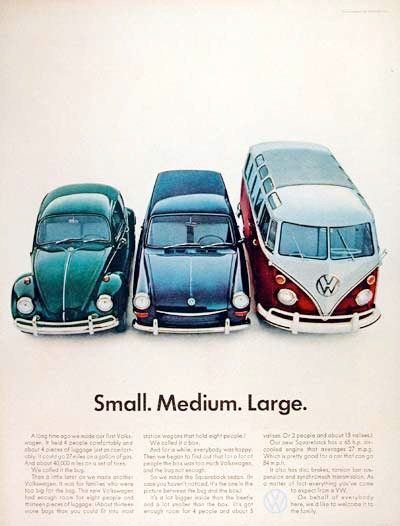 Small. Medium. Large.
A long time ago we made our first Volks-
wagen. It held 4 people comfortably and
about 4 pieces of luggage just as comfort-
ably. It could go 27 miles on a gallon of gas.
And about 40,000 miles on a set of tires.
We called it the bug.
Then a little later on we made another
Volkswagen. It was for families who were
too big for the bug. The new Volkswagen
had enough room for eight people and
thirteen pieces of luggage. (About thirteen
more bags than you could fit into most
station wagons that hold eight people.)
We called it a box.
And for a while, everybody was happy.
Then we began to find out that for a lot of
people the box was too much Volkswagen,
and the bug not enough.
So we made the Squareback sedan. (In
case you haven't noticed, it's the one in the
picture between the bug and the box.)
It's a lot bigger inside than the beetle
and it's a lot smaller than the box. It's got
enough room for 4 people and about 5
valises. Or 2 people and about 15 valises.)
Our new Squareback has a 65 h.p. air-
cooled engine that averages 27 m.p.g.
Which is pretty good for a car that can go
84 m.p.h.
It also has disc brakes, torsion bar sus-
pension and synchromesh transmission. As
a matter of fact everything you've come
to expect from a VW.
On behalf of everybody
here, we'd like to welcome it to
the family.